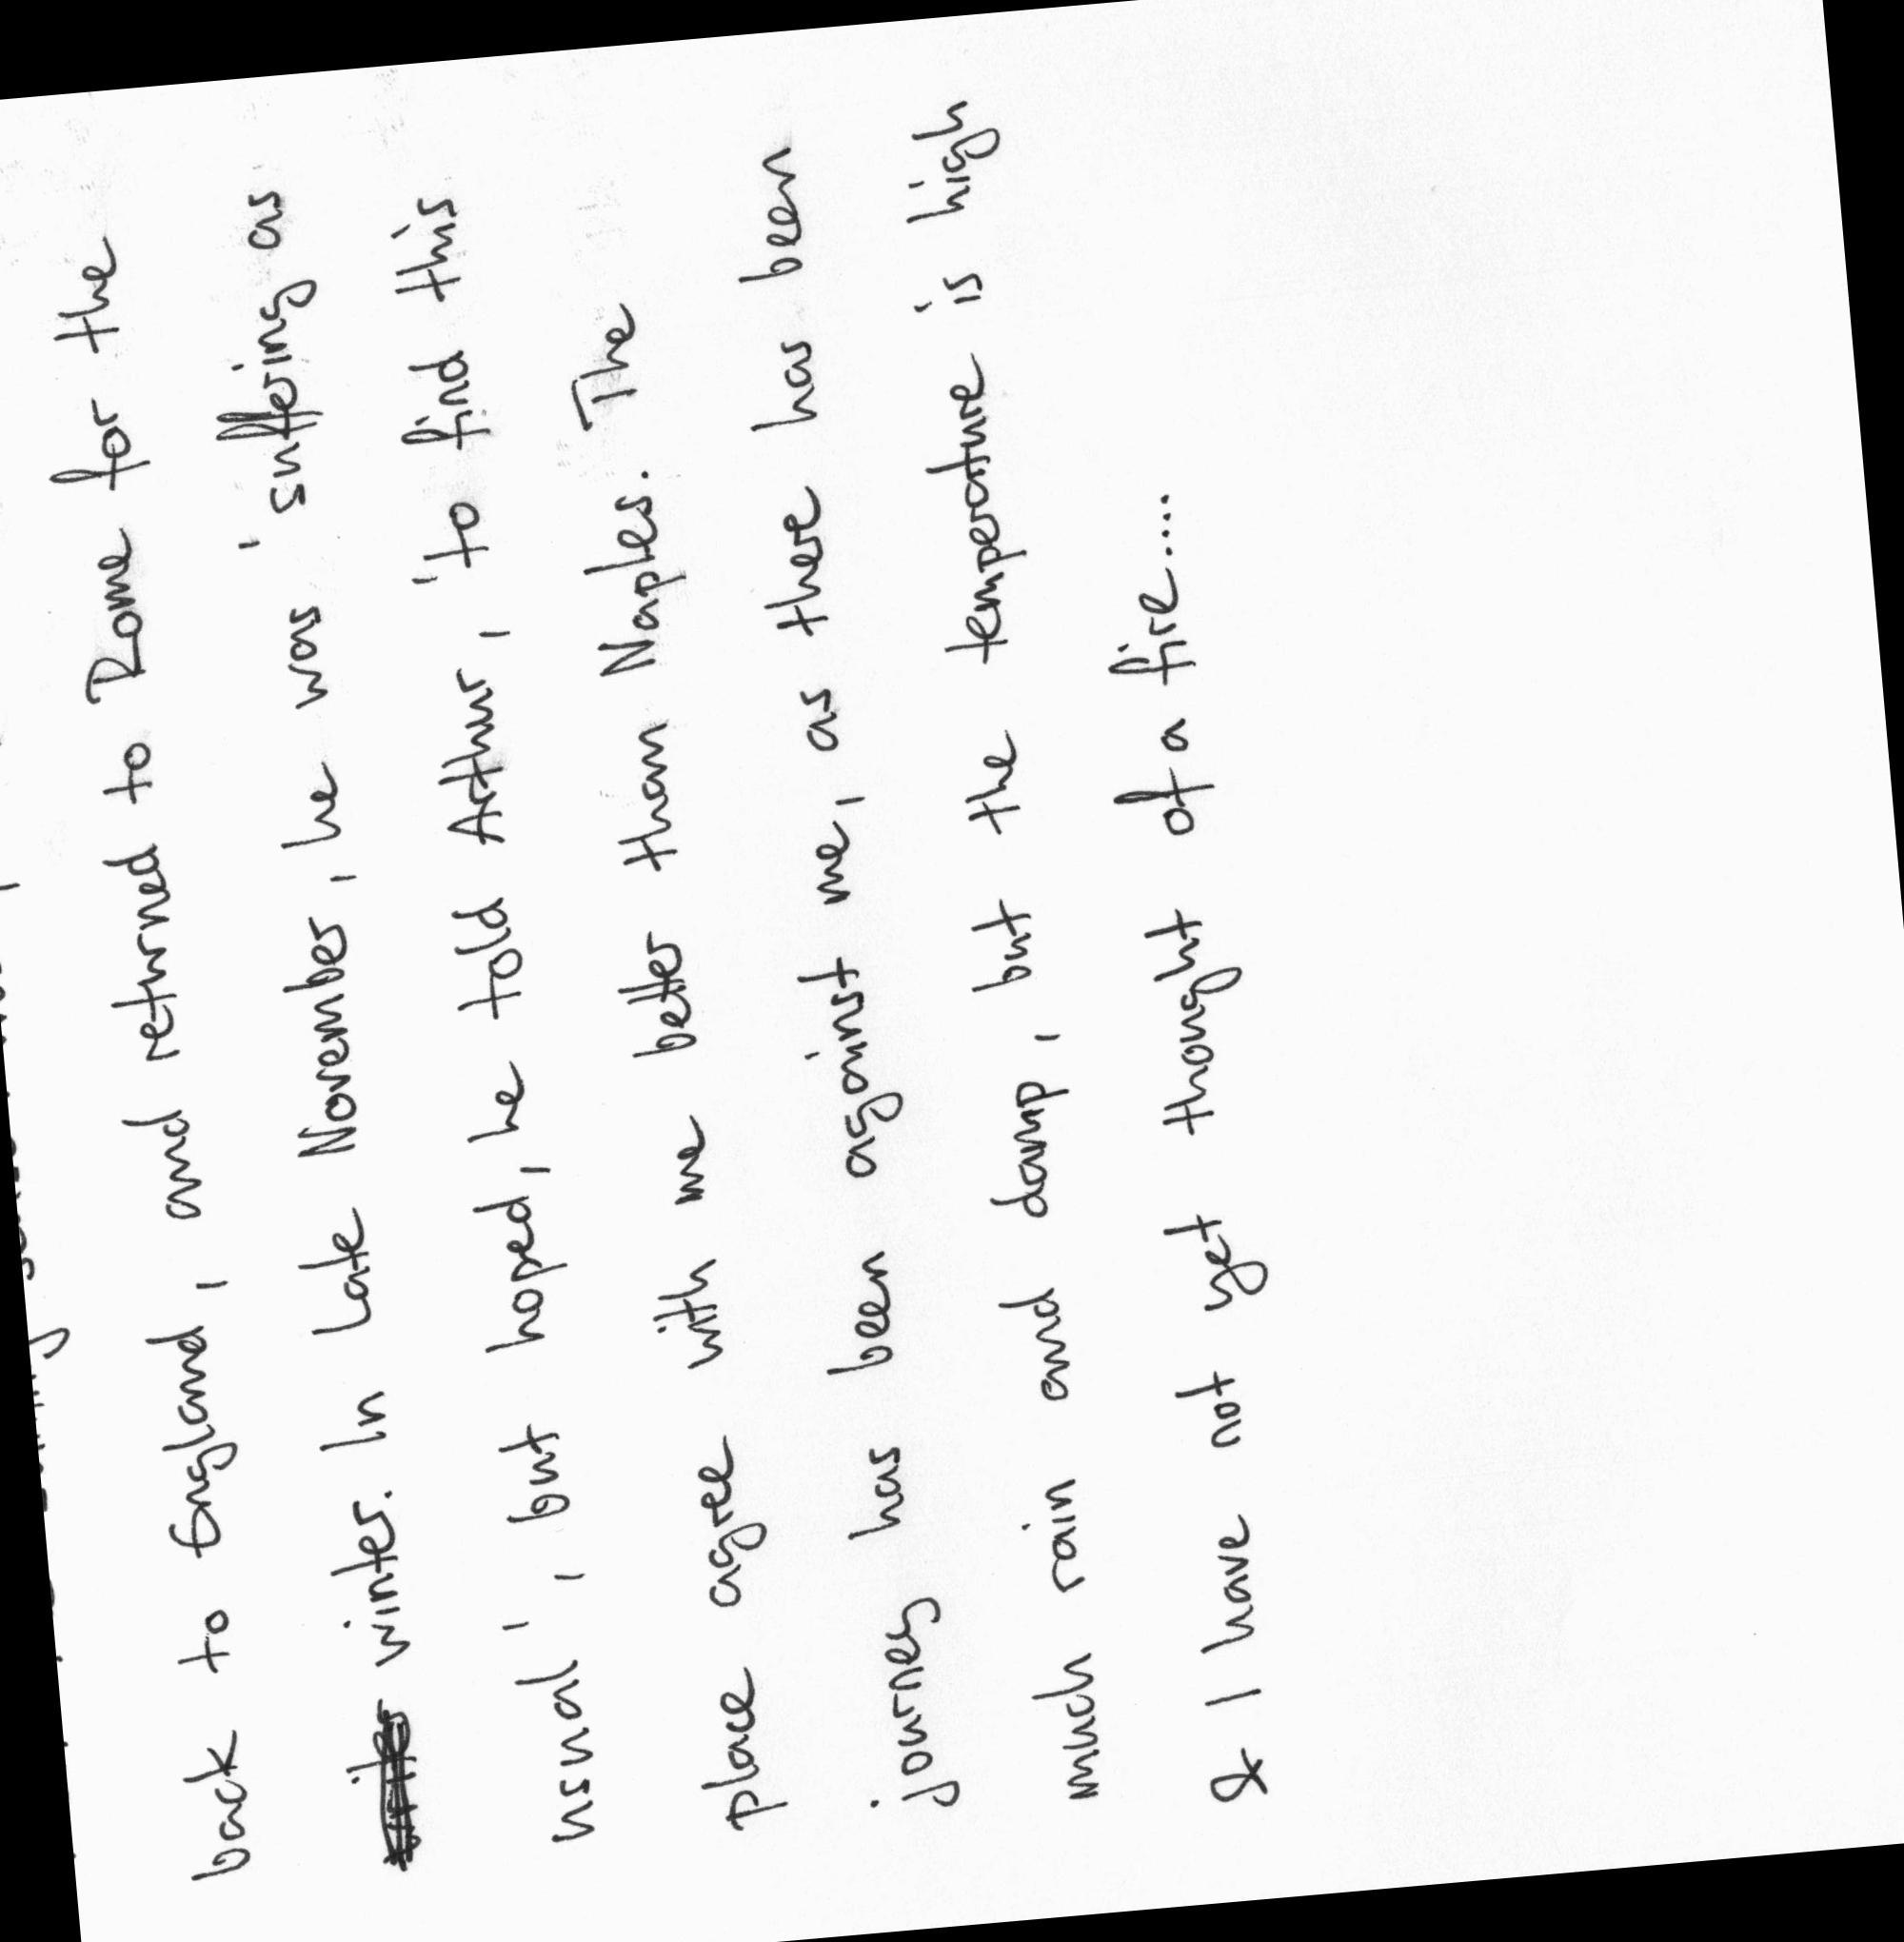 back to England, and returned to Rome for the
winter. In Late November, he was 'suffering as
usual', but hoped, he told Arthur, 'to find this
place agree with me better than Naples. The
journey has been against me, as there has been
much rain and damp, but the temperature is high
& I have not yet thought of a fire....